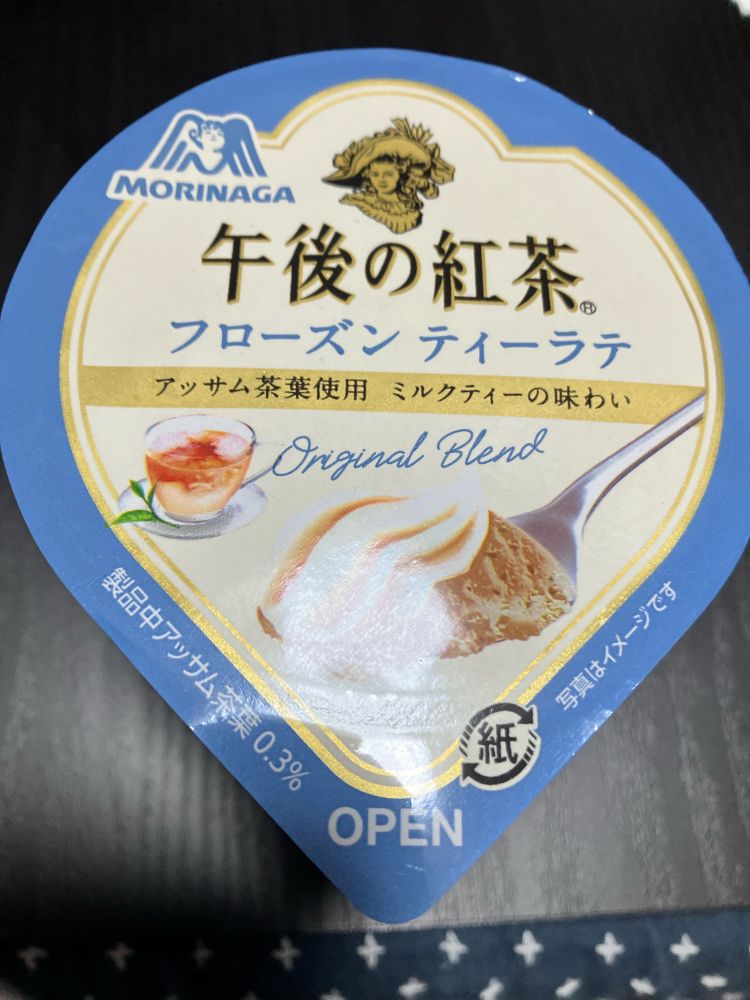 MORINAGA
午後の紅茶®
フローズン ティーラテ
アッサム茶葉使用 ミルクティーの味わい
Original Blend
製品中アッサム茶葉 0.3%
写真はイメージです
紙
OPEN